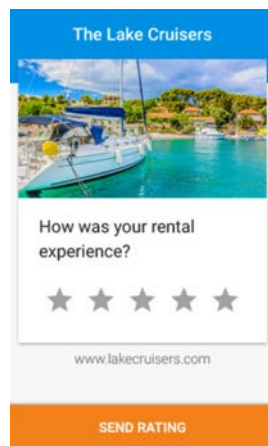 The Lake Cruisers
How was your rental
experience?
www.lakecruisers.com
SEND RATING